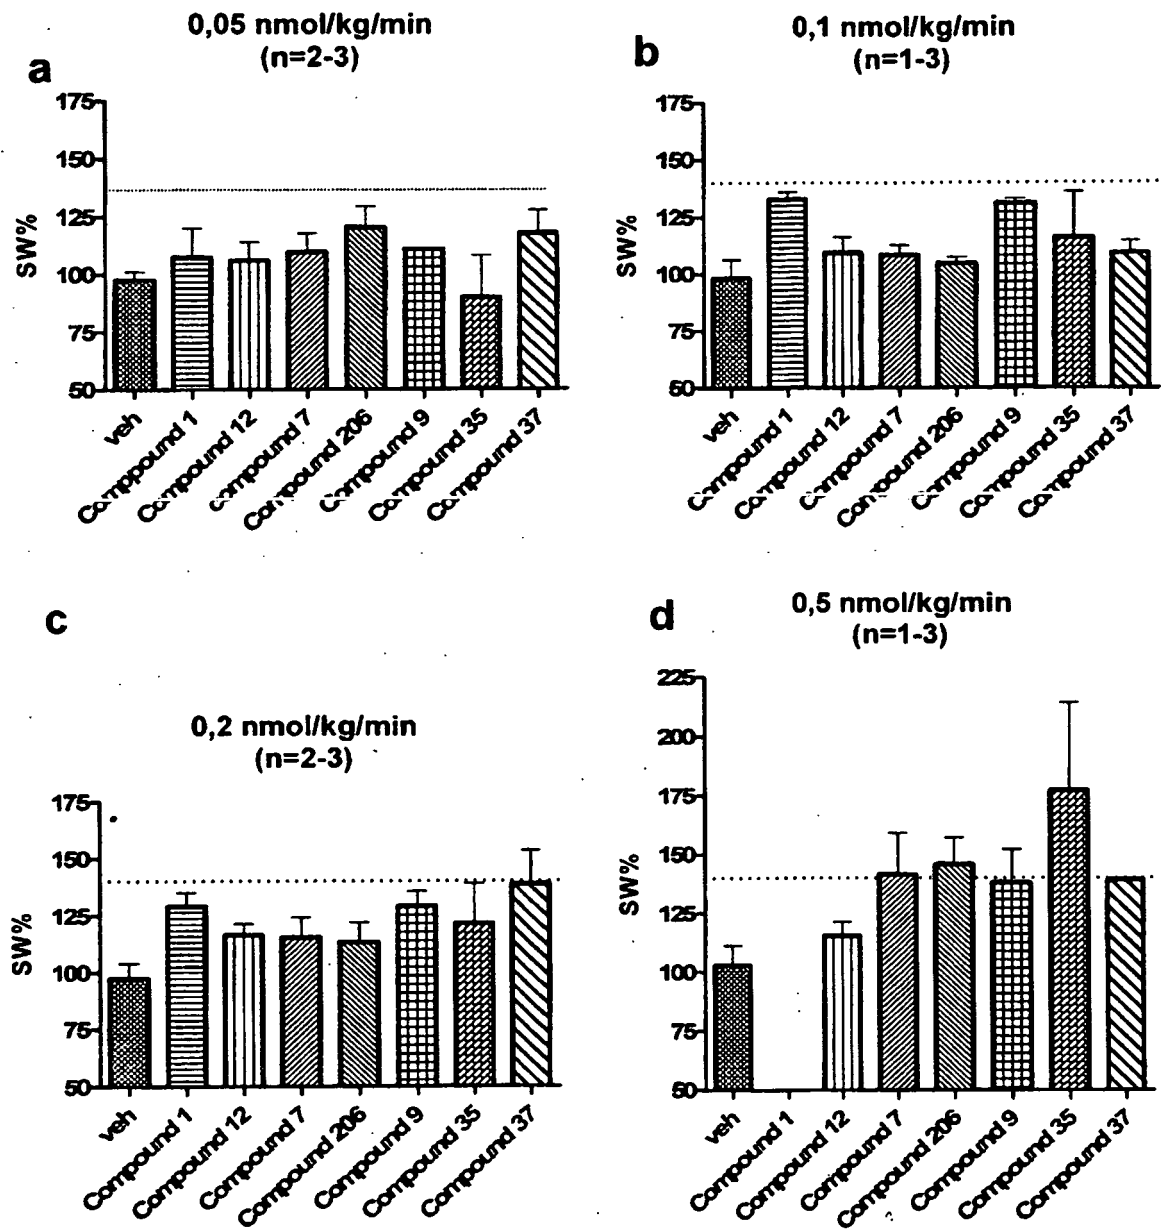 0,05 nmol/kg/min
(n=2-3)
a
175
150
125
100
75
50
SW%
veh
Comppound 1
Compound 12
compound 7
Compound 206
Compound 9
Compound 35
Compound 37
0,1 nmol/kg/min
(n=1-3)
b
175
150
125
100
75
50
SW%
veh
Compound 1
Compound 12
Compound 7
Compound 206
Compound 9
Compound 35
Compound 37
c
0,2 nmol/kg/min
(n=2-3)
175
150
125
100
75
50
SW%
veh
Compound 1
Compound 12
Compound 7
Compound 206
Compound 9
Compound 35
Compound 37
d
0,5 nmol/kg/min
(n=1-3)
225
200
175
150
125
100
75
50
SW%
veh
Compound 1
Compound 12
Compound 7
Compound 206
Compound 9
Compound 35
Compound 37